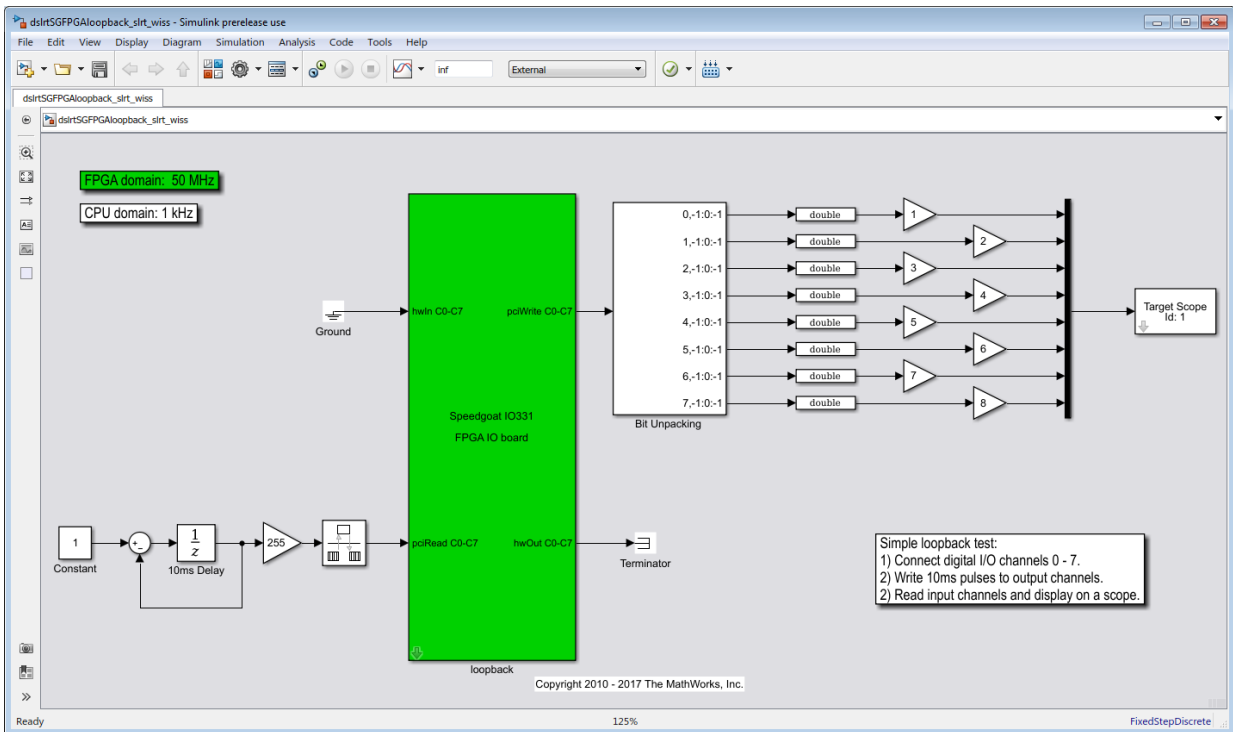 dslrtSGFPGAloopback_slrt_wiss - Simulink prerelease use
File Edit View Display Diagram Simulation Analysis Code Tools Help
inf External
dslrtSGFPGAloopback_slrt_wiss
dslrtSGFPGAloopback_slrt_wiss
FPGA domain: 50 MHz
CPU domain: 1 kHz
0,-1:0:-1 double 1
1,-1:0:-1 double 2
2,-1:0:-1 double 3
3,-1:0:-1 double 4
4,-1:0:-1 double 5
5,-1:0:-1 double 6
6,-1:0:-1 double 7
7,-1:0:-1 double 8
Bit Unpacking
Target Scope
Id: 1
Ground
hwIn C0-C7 pciWrite C0-C7
Speedgoat IO331
FPGA IO board
pciRead C0-C7 hwOut C0-C7
loopback
1
Constant
+
-
1
z
10ms Delay
255
Terminator
Simple loopback test:
1) Connect digital I/O channels 0 - 7.
2) Write 10ms pulses to output channels.
2) Read input channels and display on a scope.
Copyright 2010 - 2017 The MathWorks, Inc.
Ready 125% FixedStepDiscrete